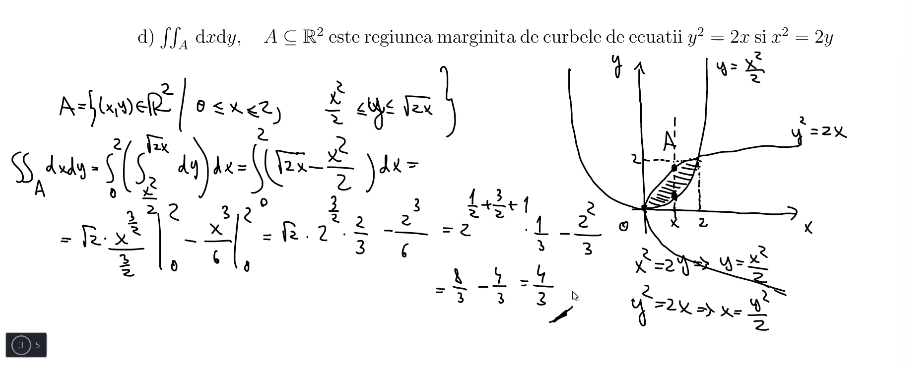 d) ∬_A dxdy, A ⊆ ℝ² este regiunea marginita de curbele de ecuatii y² = 2x si x² = 2y
A = {(x,y) ∈ ℝ² | 0 ≤ x ≤ 2, x²/2 ≤ y ≤ √2x}
∬_A dxdy = ∫_0^2 (∫_{x²/2}^{√2x} dy) dx = ∫_0^2 (√2x - x²/2) dx =
= √2 · x^{3/2}/(3/2) |_0^2 - x³/6 |_0^2 = √2 · 2^{3/2} · 2/3 - 2³/6 = 2^{1/2+3/2+1} · 1/3 - 2²/3
= 8/3 - 4/3 = 4/3
y
y = x²/2
y² = 2x
A
2
0 x 2
x
x² = 2y ⇒ y = x²/2
y² = 2x ⇒ x = y²/2
3 5